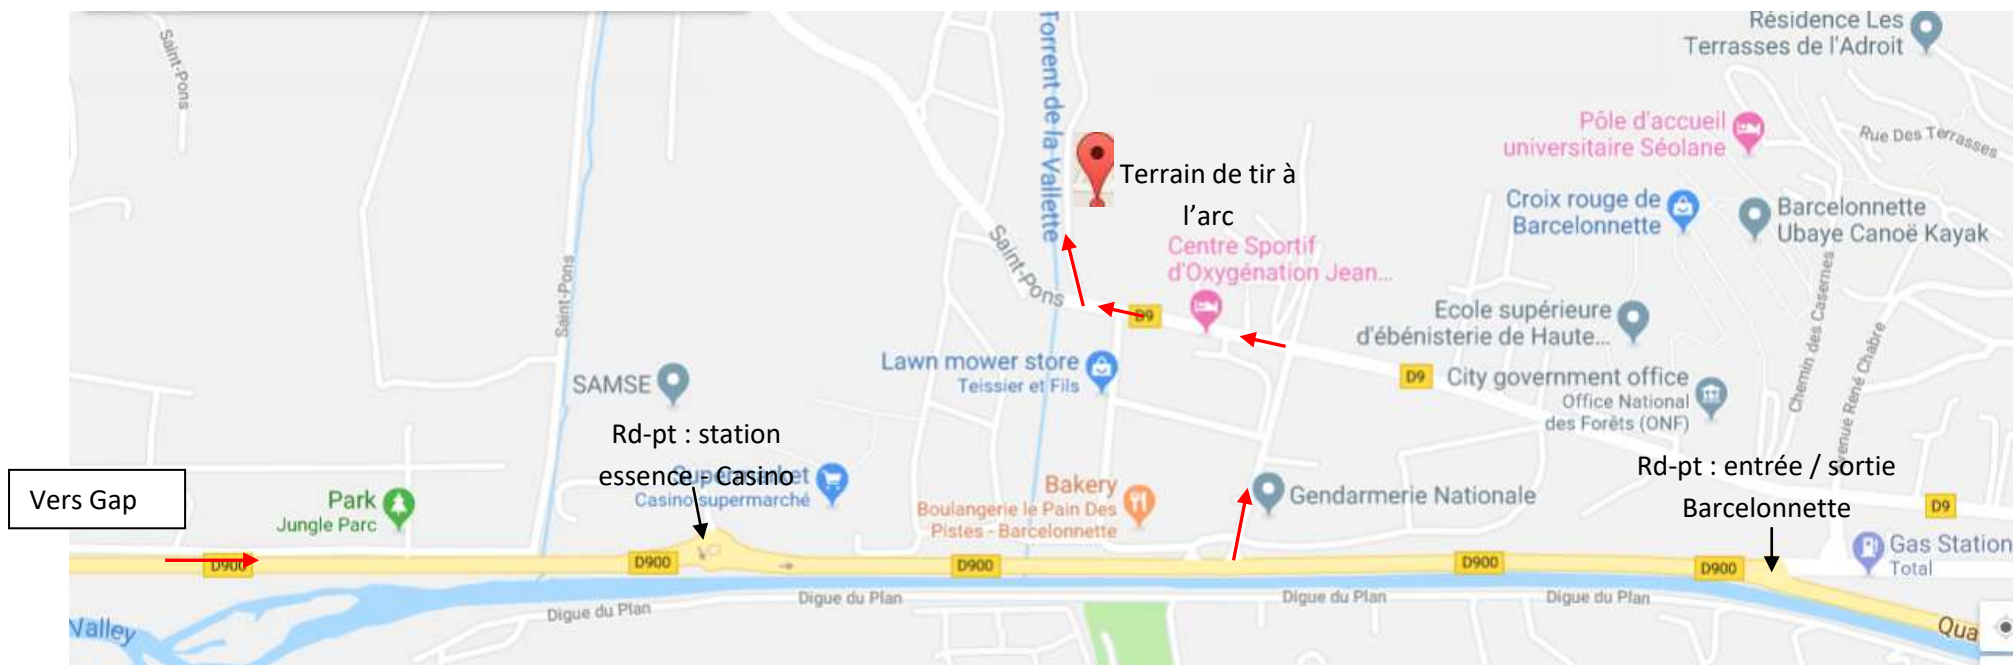 Résidence Les
Terrasses de l'Adroit
Saint-Pons
Torrent de la Vallette
Pôle d'accueil
universitaire Séolane
Rue Des Terrasses
Terrain de tir à
l'arc
Croix rouge de
Barcelonnette
Barcelonnette
Ubaye Canoë Kayak
Saint-Pons
Centre Sportif
d'Oxygénation Jean...
Saint-Pons
D9
Ecole supérieure
d'ébénisterie de Haute...
Chemin des Casernes
Avenue René Chabre
Lawn mower store
Teissier et Fils
SAMSE
D9
City government office
Office National
des Forêts (ONF)
Rd-pt : station
essence - Casino
Supermarket
Casino supermarché
Rd-pt : entrée / sortie
Barcelonnette
Vers Gap
Park
Jungle Parc
Bakery
Boulangerie le Pain Des
Pistes - Barcelonnette
Gendarmerie Nationale
D9
Gas Station
Total
D900
D900
D900
D900
D900
Digue du Plan
Digue du Plan
Digue du Plan
Digue du Plan
Valley
Qua